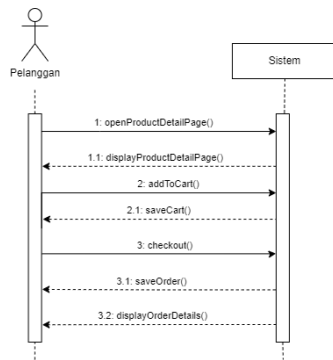 Pelanggan
Sistem
1: openProductDetailPage()
1.1: displayProductDetailPage()
2: addToCart()
2.1: saveCart()
3: checkout()
3.1: saveOrder()
3.2: displayOrderDetails()